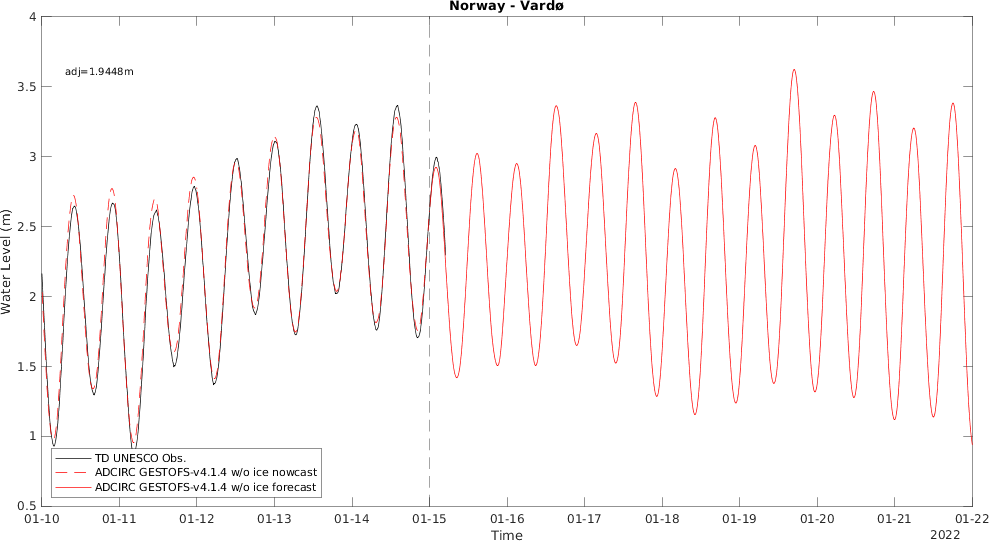 Norway - Vardø
adj=1.9448m
Water Level (m)
4
3.5
3
2.5
2
1.5
1
0.5
TD UNESCO Obs.
ADCIRC GESTOFS-v4.1.4 w/o ice nowcast
ADCIRC GESTOFS-v4.1.4 w/o ice forecast
01-10 01-11 01-12 01-13 01-14 01-15 01-16 01-17 01-18 01-19 01-20 01-21 01-22
Time
2022